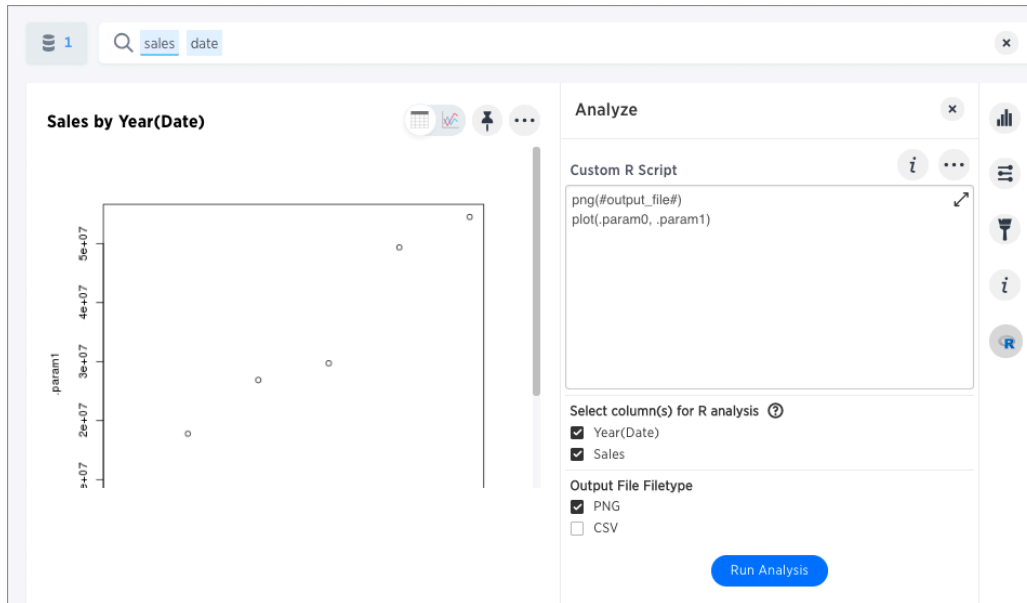 1
sales date
Sales by Year(Date)
5e+07
4e+07
3e+07
2e+07
e+07
.param1
Analyze
Custom R Script
i
png(#output_file#)
plot(.param0, .param1)
Select column(s) for R analysis ?
Year(Date)
Sales
Output File Filetype
PNG
CSV
Run Analysis
i
R